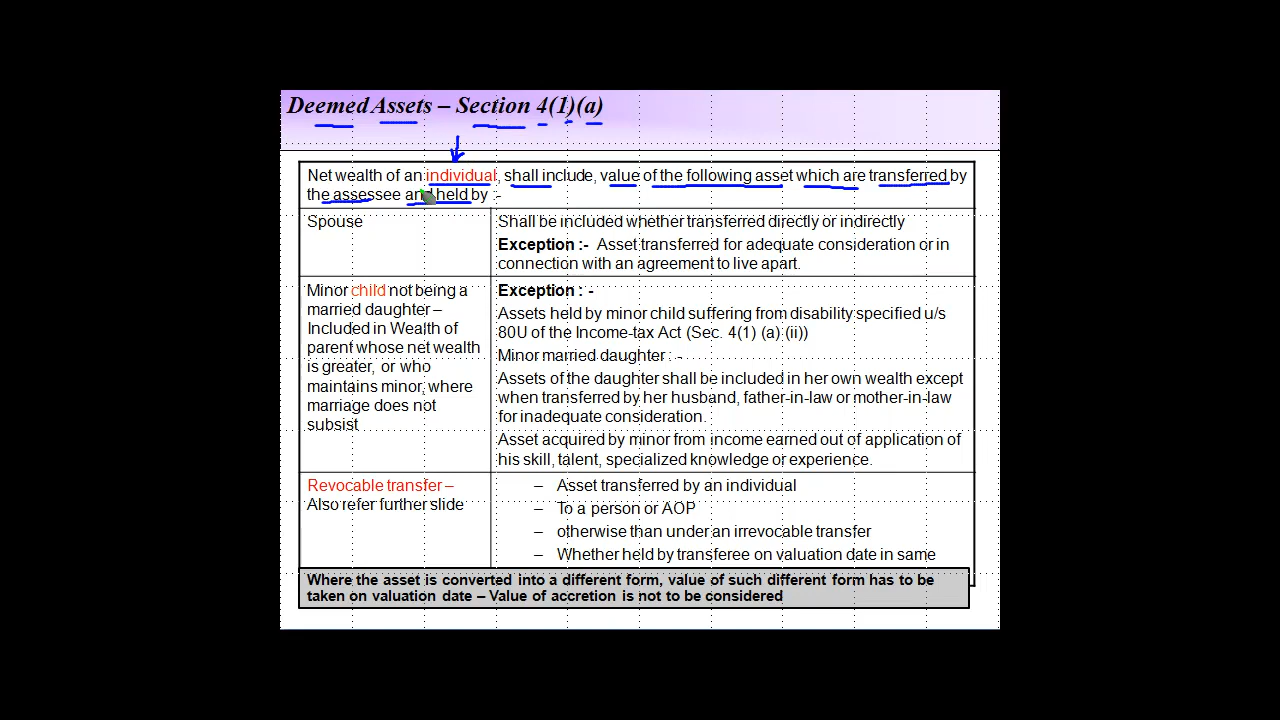 Deemed Assets – Section 4(1)(a)
Net wealth of an individual, shall include, value of the following asset which are transferred by
the assessee and held by :-
Spouse
Shall be included whether transferred directly or indirectly
Exception :- Asset transferred for adequate consideration or in
connection with an agreement to live apart.
Minor child not being a
married daughter –
Included in Wealth of
parent whose net wealth
is greater, or who
maintains minor, where
marriage does not
subsist
Exception : -
Assets held by minor child suffering from disability specified u/s
80U of the Income-tax Act (Sec. 4(1) (a) (ii))
Minor married daughter : -
Assets of the daughter shall be included in her own wealth except
when transferred by her husband, father-in-law or mother-in-law
for inadequate consideration.
Asset acquired by minor from income earned out of application of
his skill, talent, specialized knowledge or experience.
Revocable transfer –
Also refer further slide
– Asset transferred by an individual
– To a person or AOP
– otherwise than under an irrevocable transfer
– Whether held by transferee on valuation date in same
Where the asset is converted into a different form, value of such different form has to be
taken on valuation date – Value of accretion is not to be considered